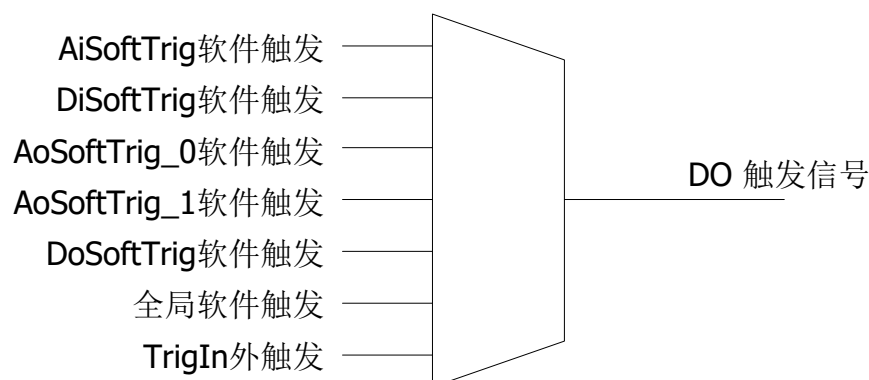 AiSoftTrig软件触发
DiSoftTrig软件触发
AoSoftTrig_0软件触发
AoSoftTrig_1软件触发
DoSoftTrig软件触发
全局软件触发
TrigIn外触发
DO 触发信号